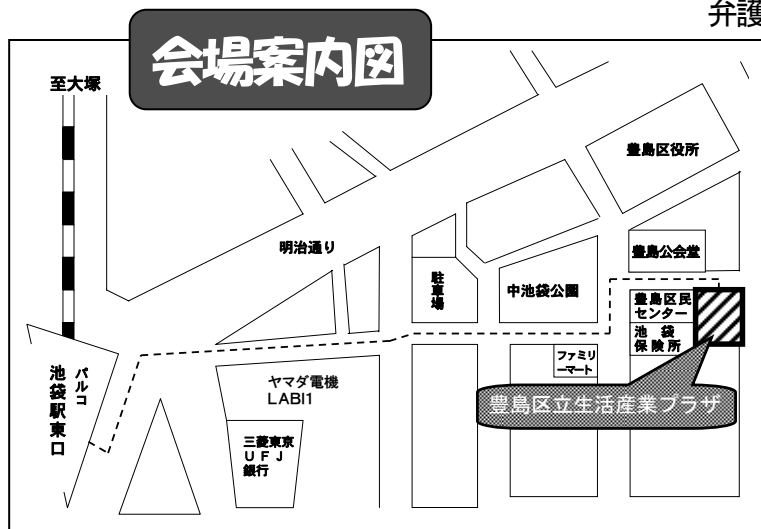 弁護
会場案内図
至大塚
豊島区役所
明治通り
豊島公会堂
駐車場
中池袋公園
豊島区民
センター
池袋
保険所
ファミリ
ーマート
パルコ
池袋駅東口
ヤマダ電機
LABI1
豊島区立生活産業プラザ
三菱東京
UFJ
銀行